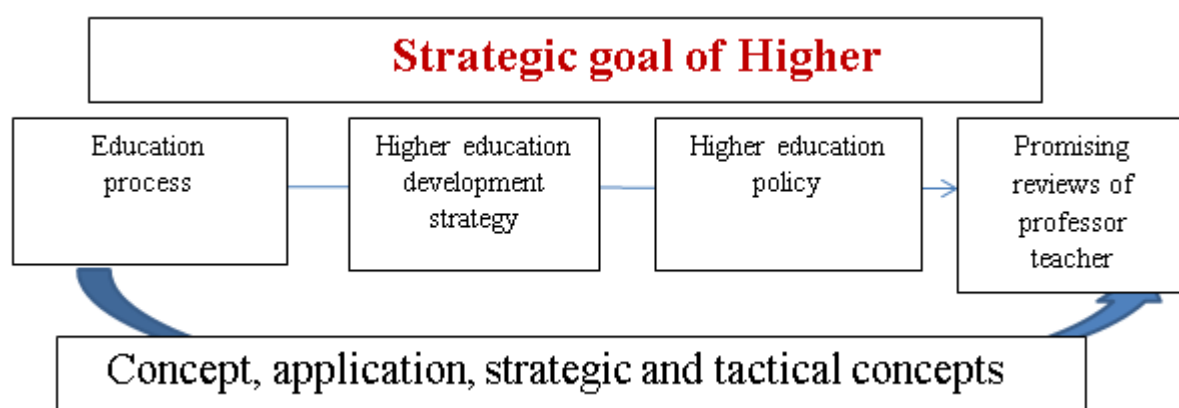 Strategic goal of Higher
Education
process
Higher education
development
strategy
Higher education
policy
Promising
reviews of
professor
teacher
Concept, application, strategic and tactical concepts